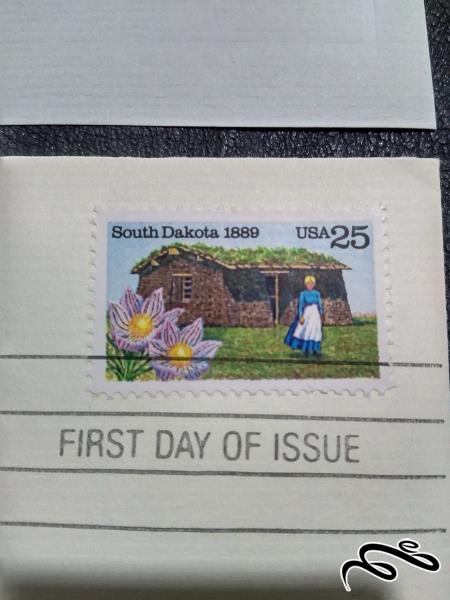 South Dakota 1889 USA25
FIRST DAY OF ISSUE